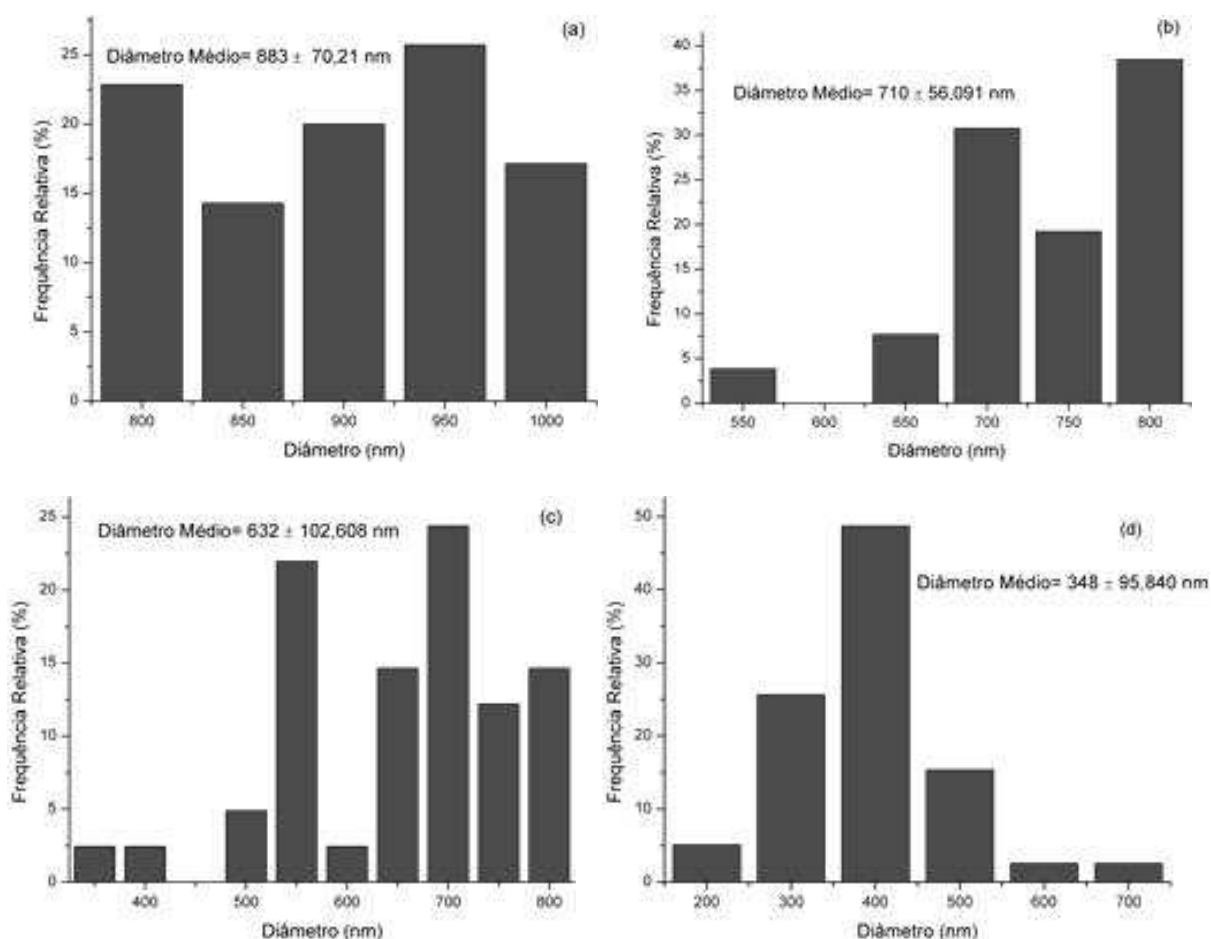 (a)
Diâmetro Médio= 883 ± 70,21 nm
Frequência Relativa (%)
25
20
15
10
5
0
800 850 900 950 1000
Diâmetro (nm)
(b)
Diâmetro Médio= 710 ± 56,091 nm
Frequência Relativa (%)
40
35
30
25
20
15
10
5
0
550 600 650 700 750 800
Diâmetro (nm)
(c)
Diâmetro Médio= 632 ± 102,608 nm
Frequência Relativa (%)
25
20
15
10
5
0
400 500 600 700 800
Diâmetro (nm)
(d)
Diâmetro Médio= 348 ± 95,840 nm
Frequência Relativa (%)
50
40
30
20
10
0
200 300 400 500 600 700
Diâmetro (nm)